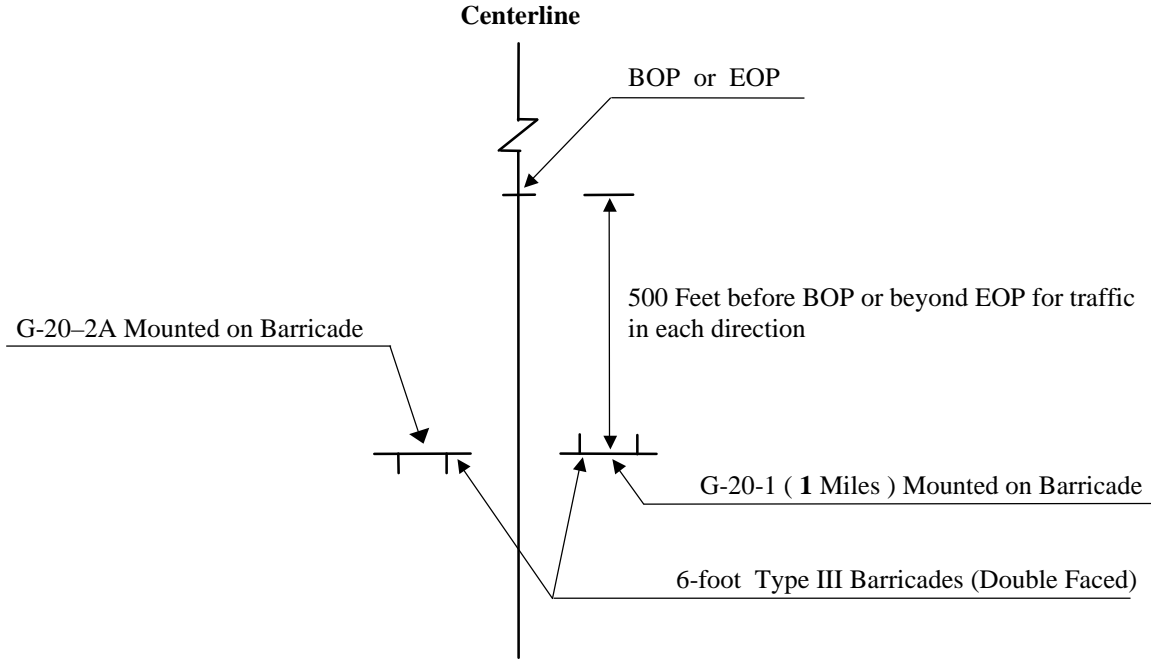 Centerline
BOP or EOP
500 Feet before BOP or beyond EOP for traffic
in each direction
G-20–2A Mounted on Barricade
G-20-1 ( 1 Miles ) Mounted on Barricade
6-foot Type III Barricades (Double Faced)